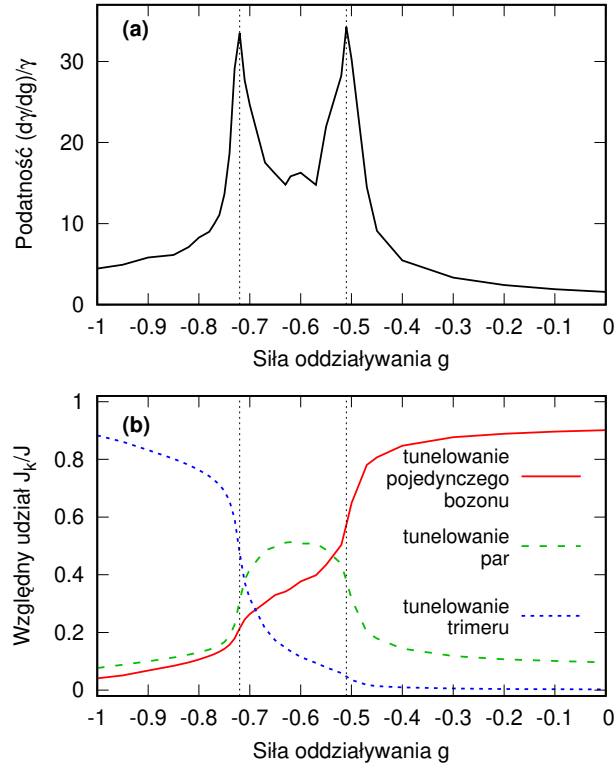 (a)
Podatność (dγ/dg)/γ
30
20
10
0
-1 -0.9 -0.8 -0.7 -0.6 -0.5 -0.4 -0.3 -0.2 -0.1 0
Siła oddziaływania g
(b)
Względny udział Jk/J
1
0.8
0.6
0.4
0.2
0
tunelowanie
pojedynczego
bozonu
tunelowanie
par
tunelowanie
trimeru
-1 -0.9 -0.8 -0.7 -0.6 -0.5 -0.4 -0.3 -0.2 -0.1 0
Siła oddziaływania g